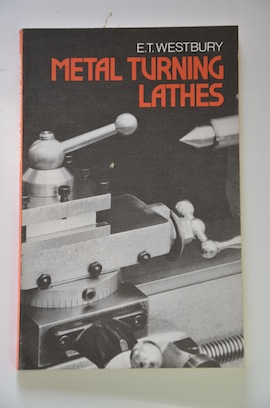 E.T. WESTBURY
METAL TURNING
LATHES